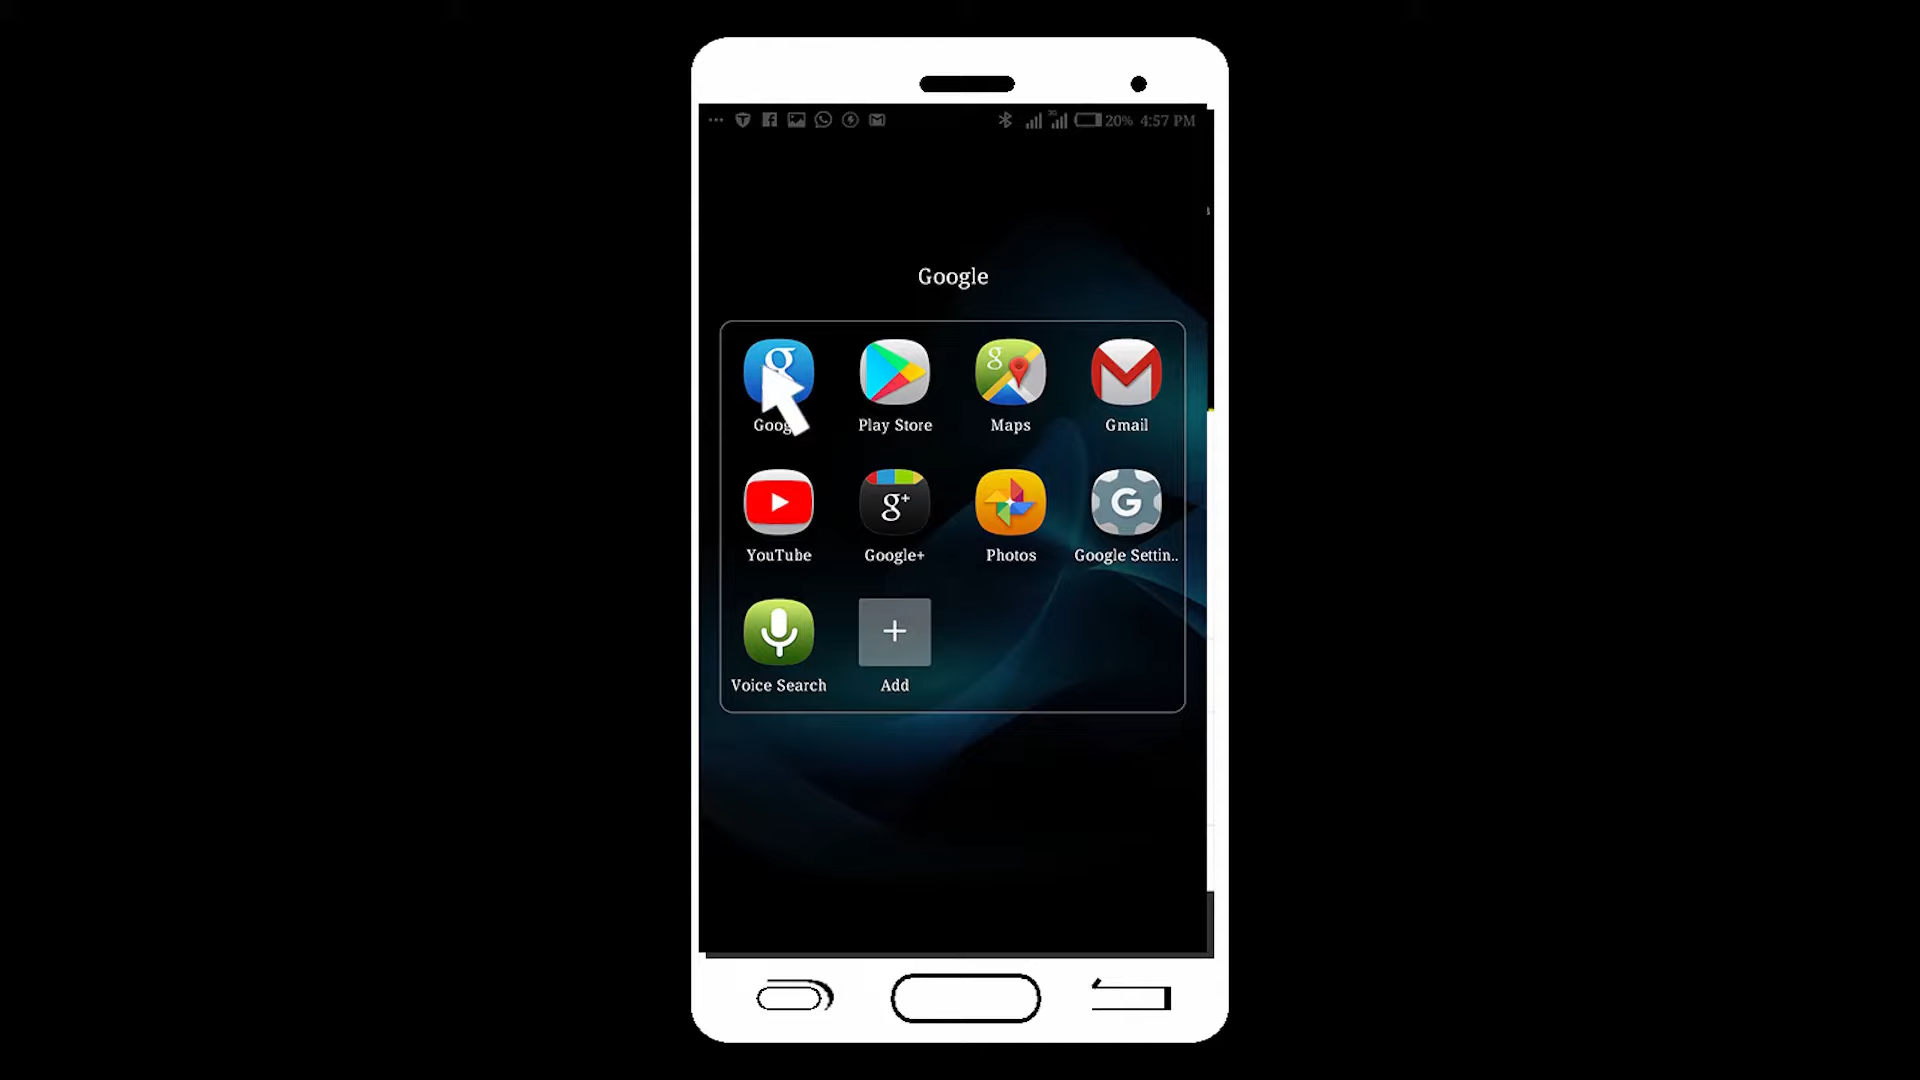 20% 4:57 PM
Google
Play Store Maps Gmail
YouTube Google+ Photos Google Settin..
Voice Search Add